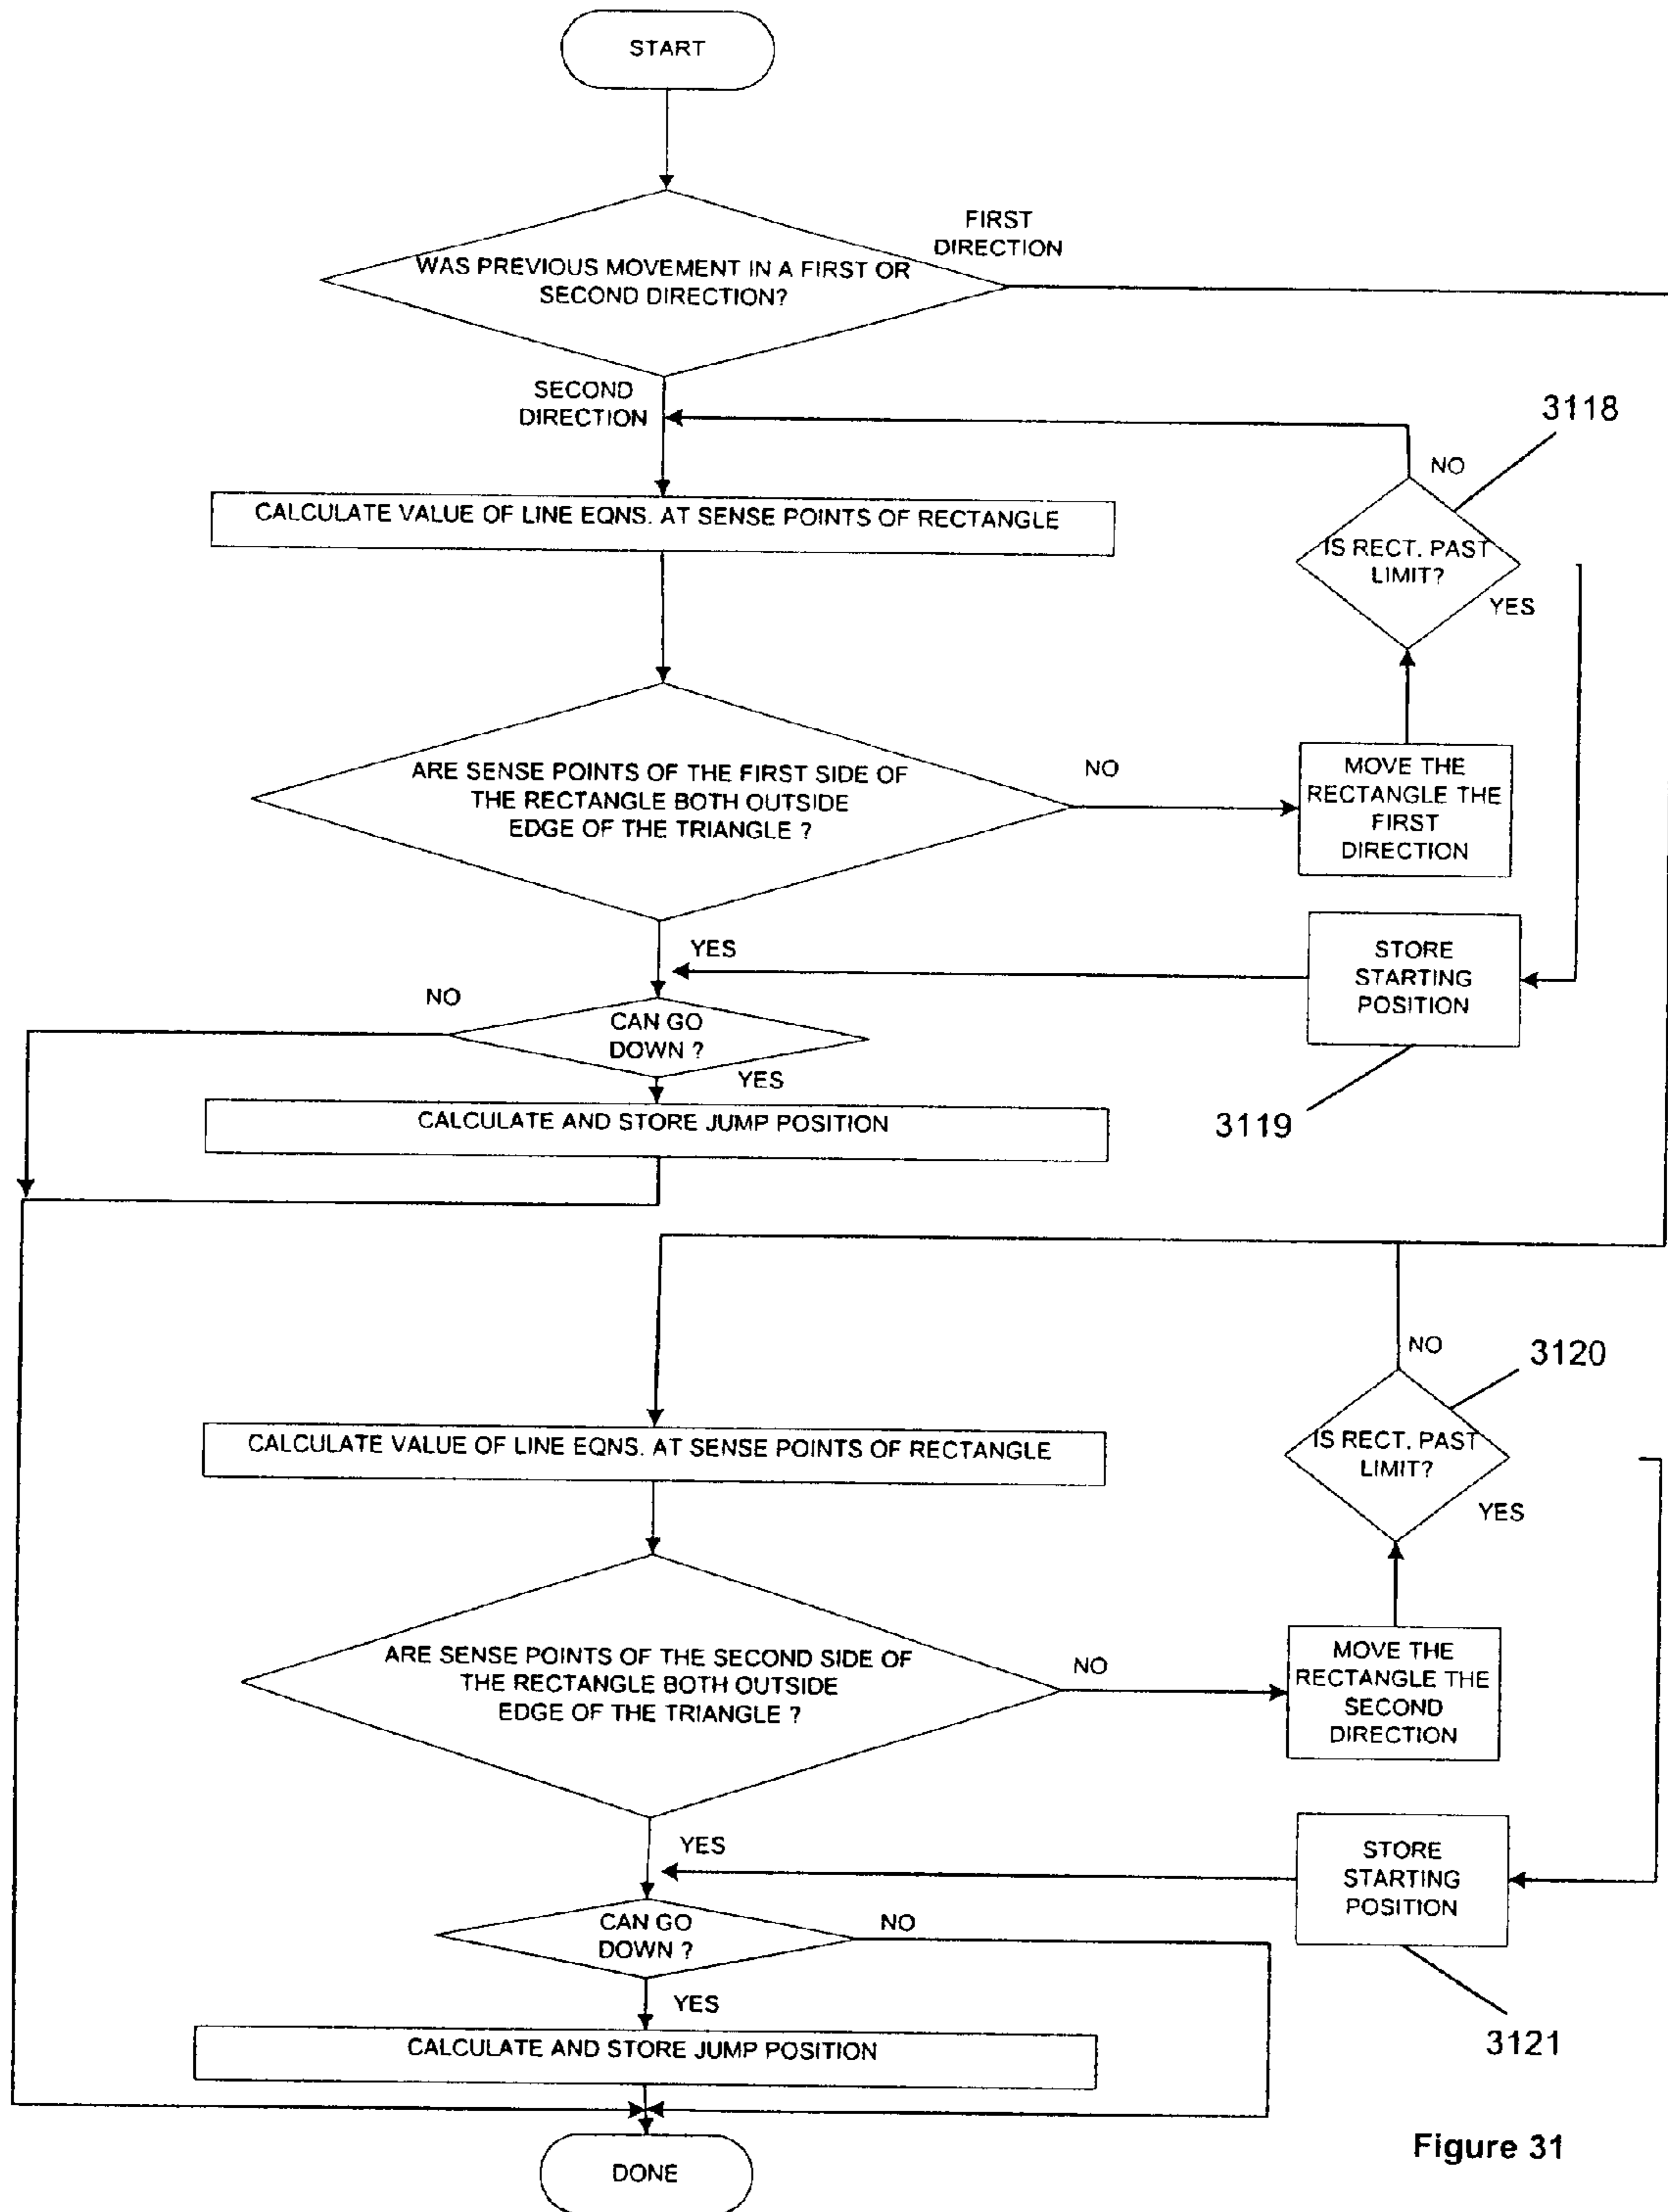 START
FIRST
DIRECTION
WAS PREVIOUS MOVEMENT IN A FIRST OR
SECOND DIRECTION?
SECOND
DIRECTION
3118
NO
CALCULATE VALUE OF LINE EQNS. AT SENSE POINTS OF RECTANGLE
IS RECT. PAST
LIMIT?
YES
ARE SENSE POINTS OF THE FIRST SIDE OF
THE RECTANGLE BOTH OUTSIDE
EDGE OF THE TRIANGLE ?
NO
MOVE THE
RECTANGLE THE
FIRST
DIRECTION
YES
STORE
STARTING
POSITION
NO
CAN GO
DOWN ?
YES
CALCULATE AND STORE JUMP POSITION
3119
NO
3120
CALCULATE VALUE OF LINE EQNS. AT SENSE POINTS OF RECTANGLE
IS RECT. PAST
LIMIT?
YES
ARE SENSE POINTS OF THE SECOND SIDE OF
THE RECTANGLE BOTH OUTSIDE
EDGE OF THE TRIANGLE ?
NO
MOVE THE
RECTANGLE THE
SECOND
DIRECTION
YES
STORE
STARTING
POSITION
CAN GO
DOWN ?
NO
YES
CALCULATE AND STORE JUMP POSITION
3121
Figure 31
DONE